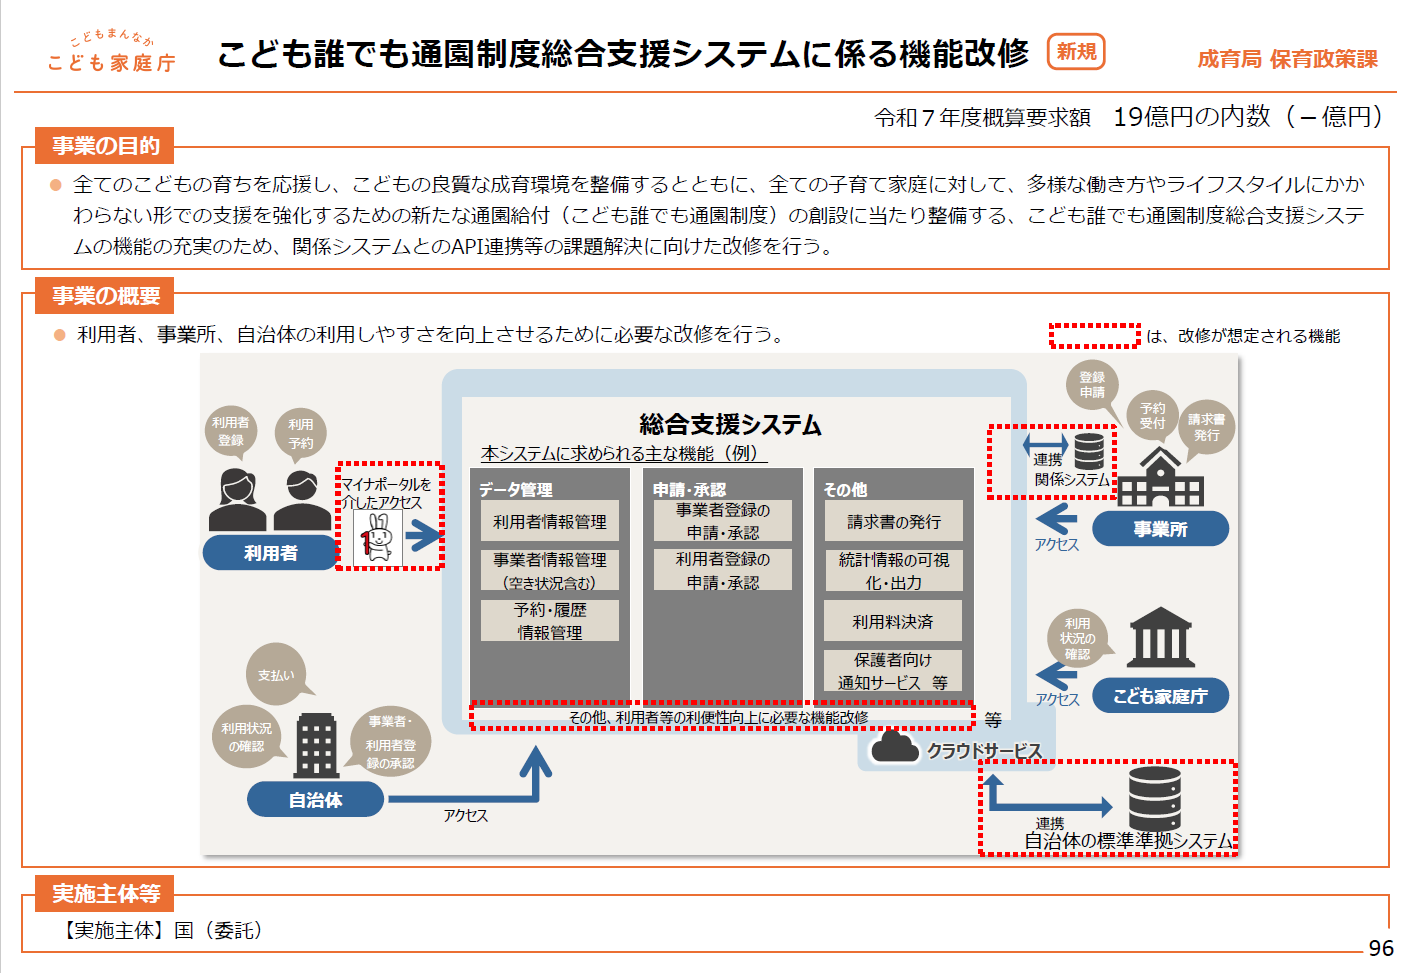 こどもまんなか
こども家庭庁
こども誰でも通園制度総合支援システムに係る機能改修
新規
成育局 保育政策課
令和７年度概算要求額　19億円の内数（－億円）
事業の目的
● 全てのこどもの育ちを応援し、こどもの良質な成育環境を整備するとともに、全ての子育て家庭に対して、多様な働き方やライフスタイルにかか
わらない形での支援を強化するための新たな通園給付（こども誰でも通園制度）の創設に当たり整備する、こども誰でも通園制度総合支援システ
ムの機能の充実のため、関係システムとのAPI連携等の課題解決に向けた改修を行う。
事業の概要
● 利用者、事業所、自治体の利用しやすさを向上させるために必要な改修を行う。
は、改修が想定される機能
利用者
登録
利用
予約
利用者
マイナポータルを
介したアクセス
総合支援システム
本システムに求められる主な機能（例）
データ管理
利用者情報管理
事業者情報管理
（空き状況含む）
予約・履歴
情報管理
申請・承認
事業者登録の
申請・承認
利用者登録の
申請・承認
その他
請求書の発行
統計情報の可視
化・出力
利用料決済
保護者向け
通知サービス　等
その他、利用者等の利便性向上に必要な機能改修
等
クラウドサービス
登録
申請
予約
受付
請求書
発行
連携
関係システム
アクセス
事業所
利用
状況の
確認
アクセス
こども家庭庁
支払い
利用状況
の確認
事業者・
利用者登
録の承認
自治体
アクセス
連携
自治体の標準準拠システム
実施主体等
【実施主体】国（委託）
96